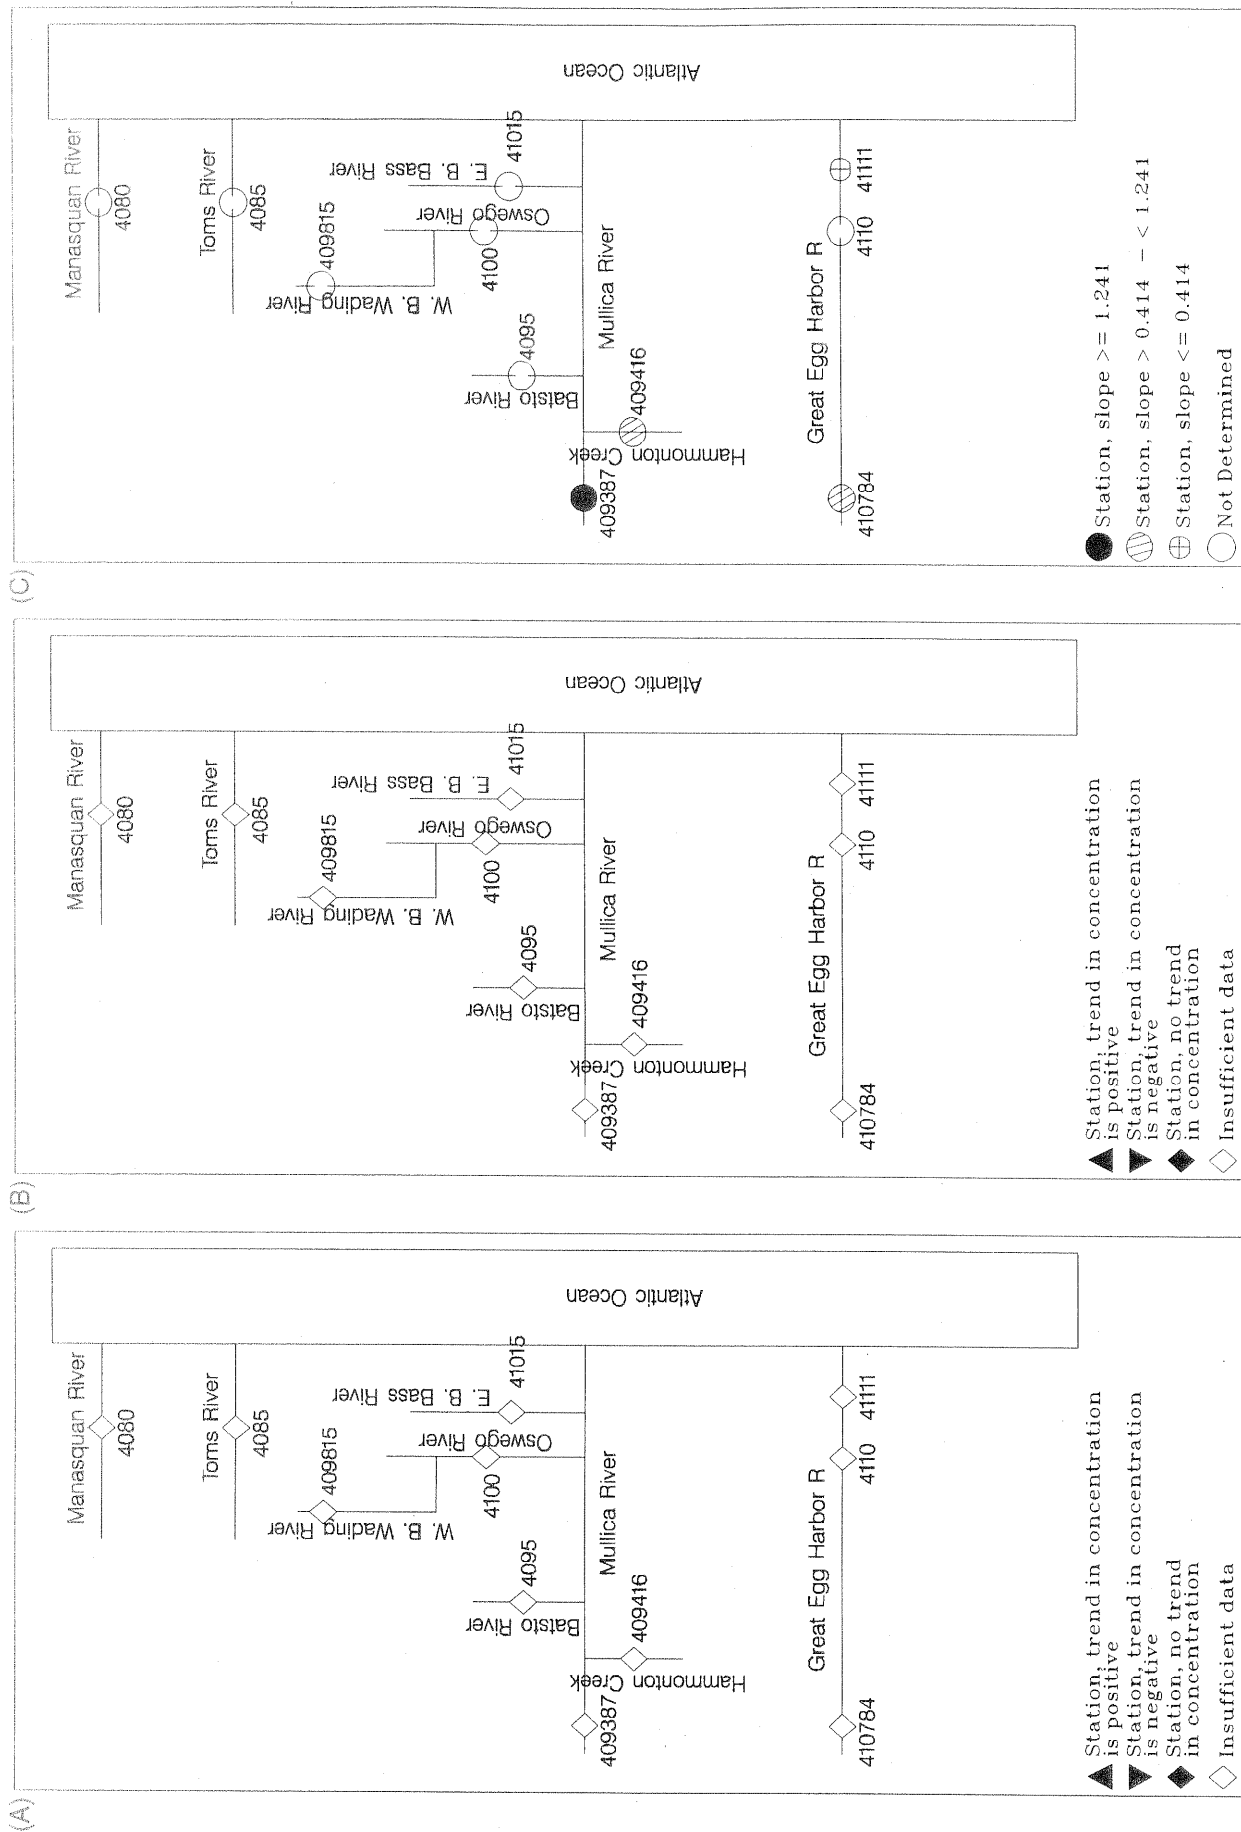 (A)
Manasquan River
4080
Toms River
4085
409815
W. B. Wading River
E. B. Bass River
41015
Oswego River
4100
4095
Batsto River
Mullica River
409416
Hammonton Creek
409387
Great Egg Harbor R
410784
4110
41111
Atlantic Ocean
Station, trend in concentration
is positive
Station, trend in concentration
is negative
Station, no trend
in concentration
Insufficient data
(B)
Manasquan River
4080
Toms River
4085
409815
W. B. Wading River
E. B. Bass River
41015
Oswego River
4100
4095
Batsto River
Mullica River
409416
Hammonton Creek
409387
Great Egg Harbor R
410784
4110
41111
Atlantic Ocean
Station, trend in concentration
is positive
Station, trend in concentration
is negative
Station, no trend
in concentration
Insufficient data
(C)
Manasquan River
4080
Toms River
4085
409815
W. B. Wading River
E. B. Bass River
41015
Oswego River
4100
4095
Batsto River
Mullica River
409416
Hammonton Creek
409387
Great Egg Harbor R
410784
4110
41111
Atlantic Ocean
Station, slope >= 1.241
Station, slope > 0.414 - < 1.241
Station, slope <= 0.414
Not Determined